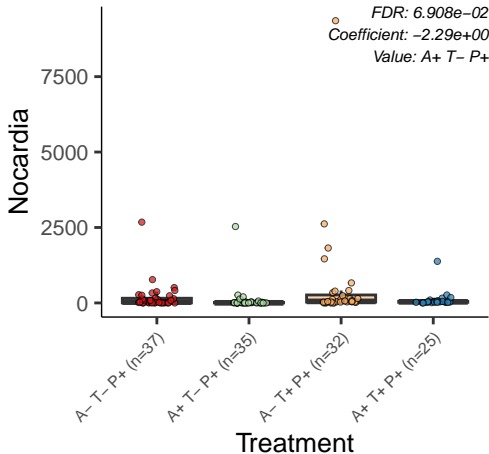 FDR: 6.908e−02
Coefficient: −2.29e+00
Value: A+ T− P+
7500
5000
2500
0
Nocardia
A− T− P+ (n=37)
A+ T− P+ (n=35)
A− T+ P+ (n=32)
A+ T+ P+ (n=25)
Treatment